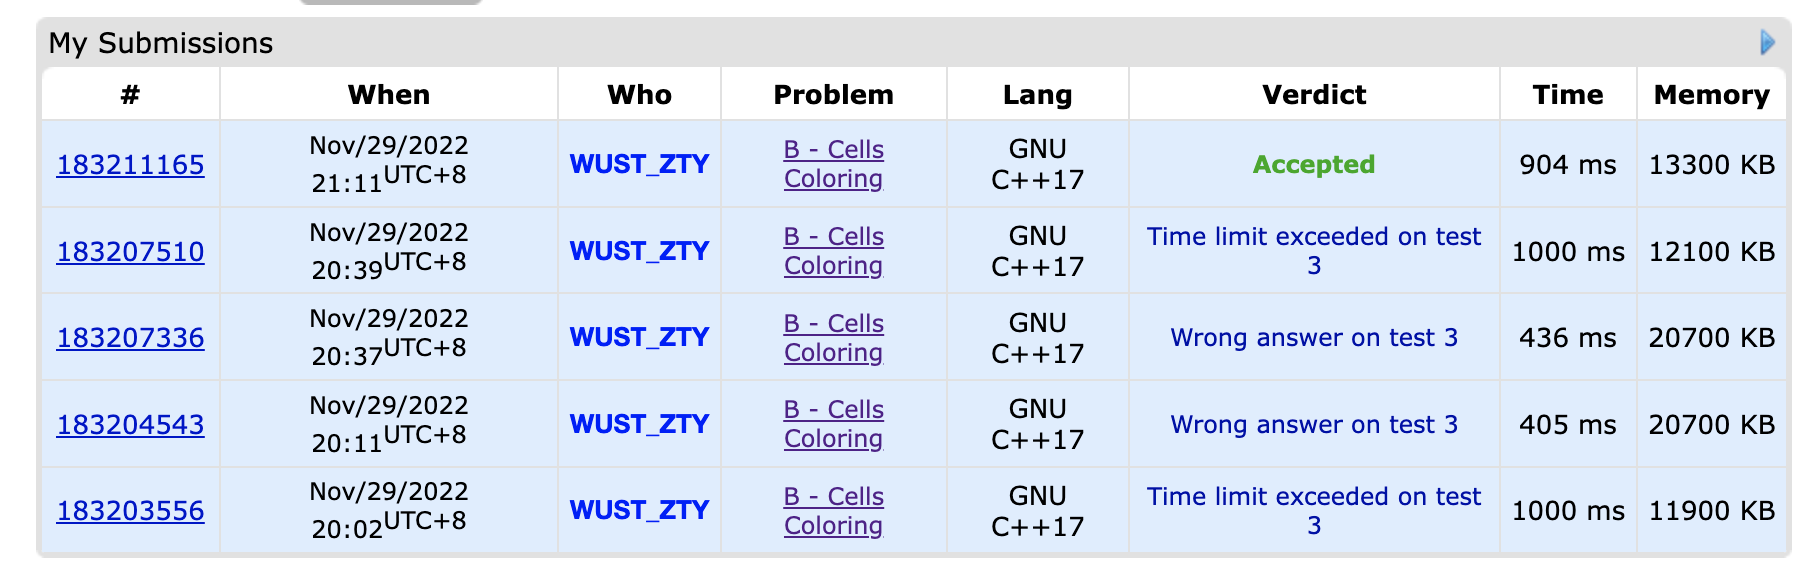 My Submissions
# When Who Problem Lang Verdict Time Memory
183211165 Nov/29/2022 21:11UTC+8 WUST_ZTY B - Cells Coloring GNU C++17 Accepted 904 ms 13300 KB
183207510 Nov/29/2022 20:39UTC+8 WUST_ZTY B - Cells Coloring GNU C++17 Time limit exceeded on test 3 1000 ms 12100 KB
183207336 Nov/29/2022 20:37UTC+8 WUST_ZTY B - Cells Coloring GNU C++17 Wrong answer on test 3 436 ms 20700 KB
183204543 Nov/29/2022 20:11UTC+8 WUST_ZTY B - Cells Coloring GNU C++17 Wrong answer on test 3 405 ms 20700 KB
183203556 Nov/29/2022 20:02UTC+8 WUST_ZTY B - Cells Coloring GNU C++17 Time limit exceeded on test 3 1000 ms 11900 KB